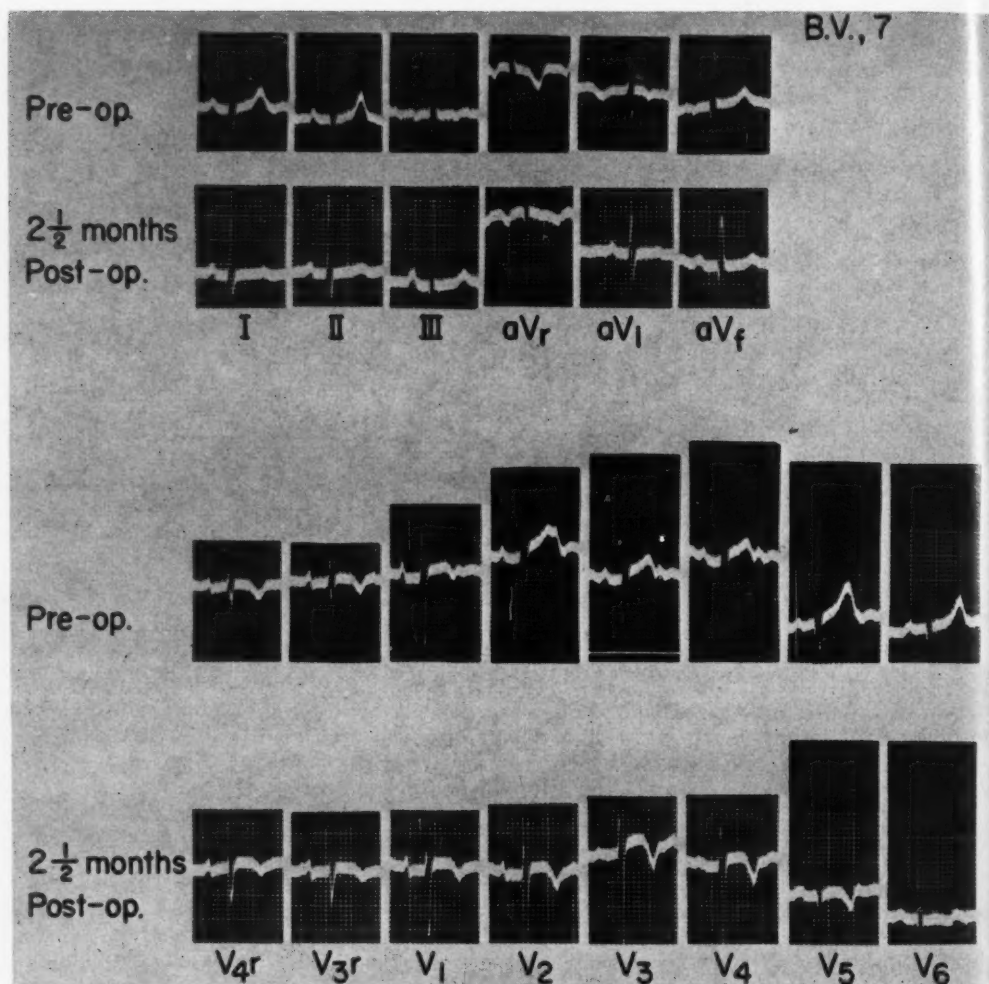 B.V., 7
Pre-op.
2 1/2 months
Post-op.
I II III aVr aVl aVf
Pre-op.
2 1/2 months
Post-op.
V4r V3r V1 V2 V3 V4 V5 V6